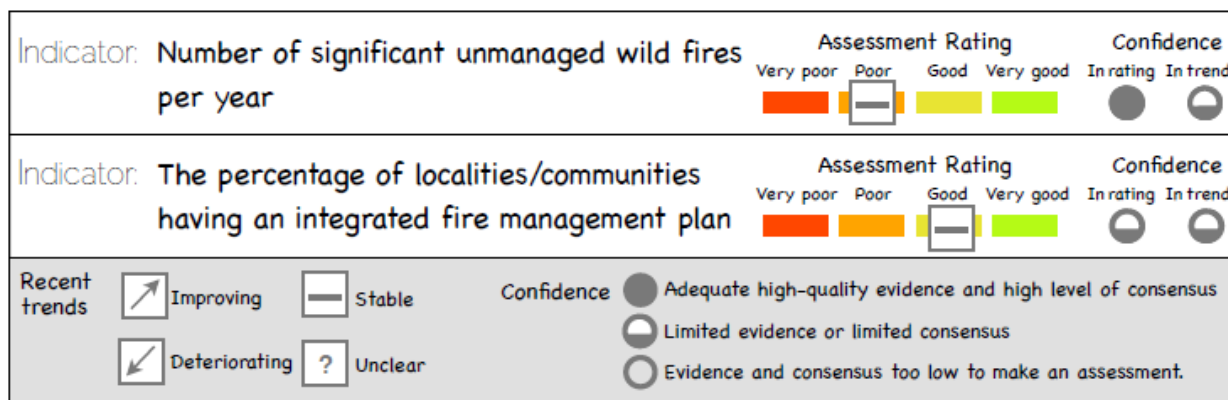 Indicator: Number of significant unmanaged wild fires
per year
Assessment Rating
Confidence
Very poor Poor Good Very good In rating In trend
Indicator: The percentage of localities/communities
having an integrated fire management plan
Assessment Rating
Confidence
Very poor Poor Good Very good In rating In trend
Recent
trends
Improving
Stable
Deteriorating
? Unclear
Confidence
Adequate high-quality evidence and high level of consensus
Limited evidence or limited consensus
Evidence and consensus too low to make an assessment.